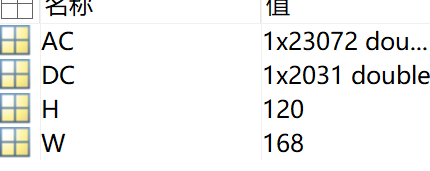 名称 值
AC 1x23072 dou...
DC 1x2031 double
H 120
W 168